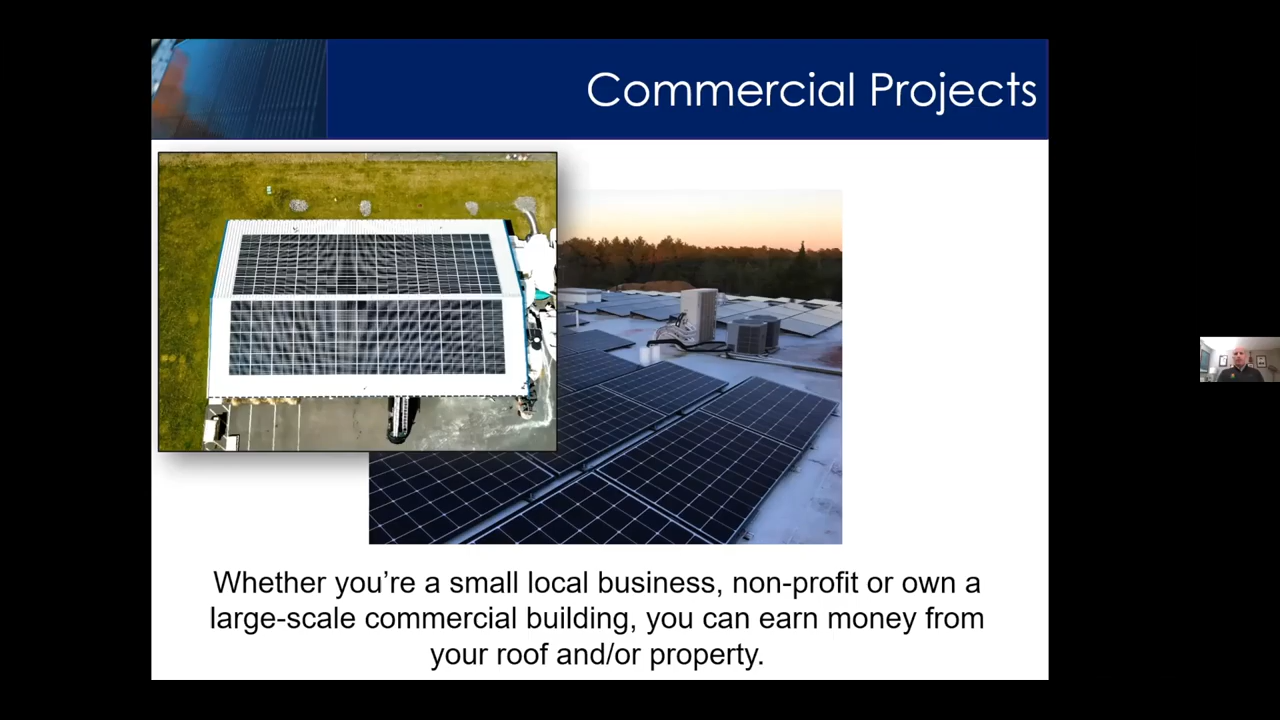 Commercial Projects
Whether you’re a small local business, non-profit or own a
large-scale commercial building, you can earn money from
your roof and/or property.